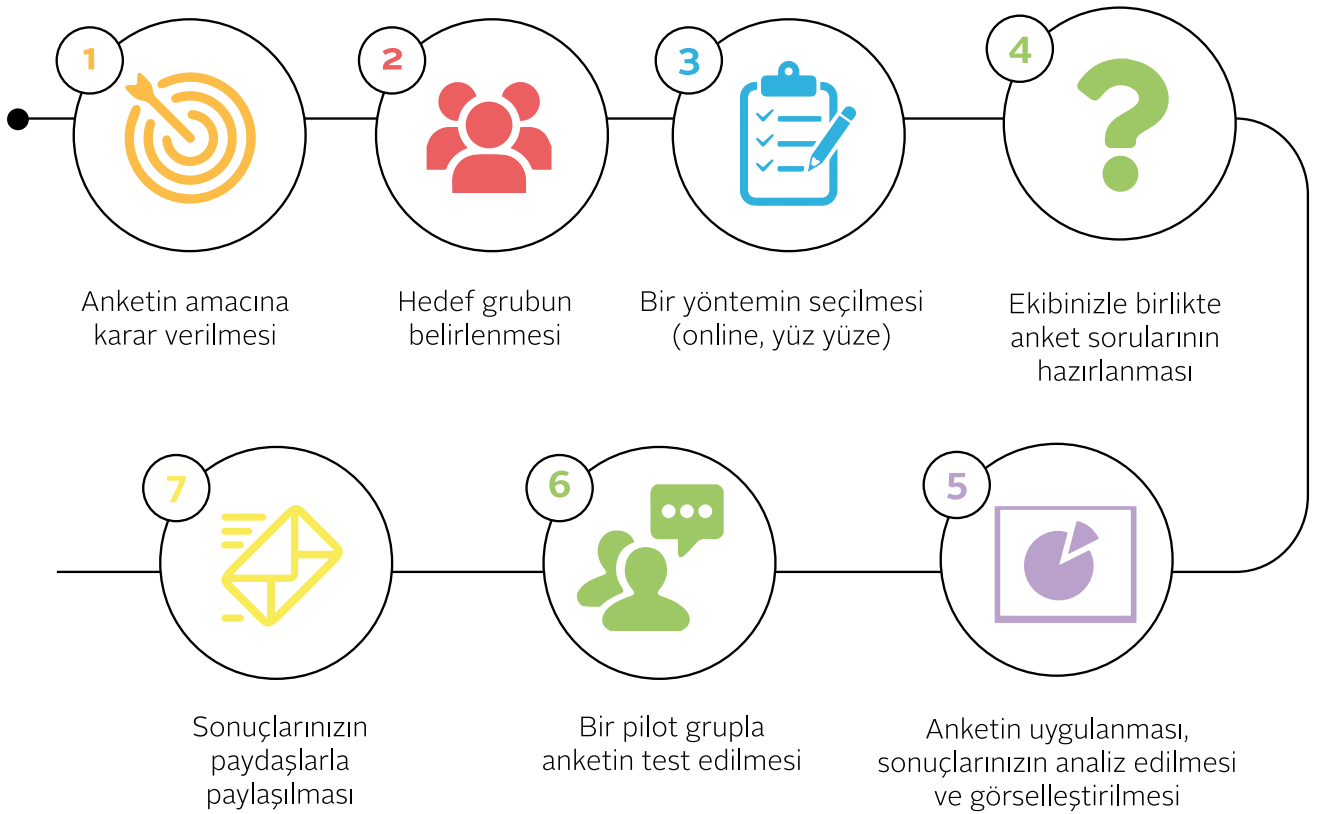 1
Anketin amacına
karar verilmesi
2
Hedef grubun
belirlenmesi
3
Bir yöntemin seçilmesi
(online, yüz yüze)
4
Ekibinizle birlikte
anket sorularının
hazırlanması
5
Anketin uygulanması,
sonuçlarınızın analiz edilmesi
ve görselleştirilmesi
6
Bir pilot grupla
anketin test edilmesi
7
Sonuçlarınızın
paydaşlarla
paylaşılması